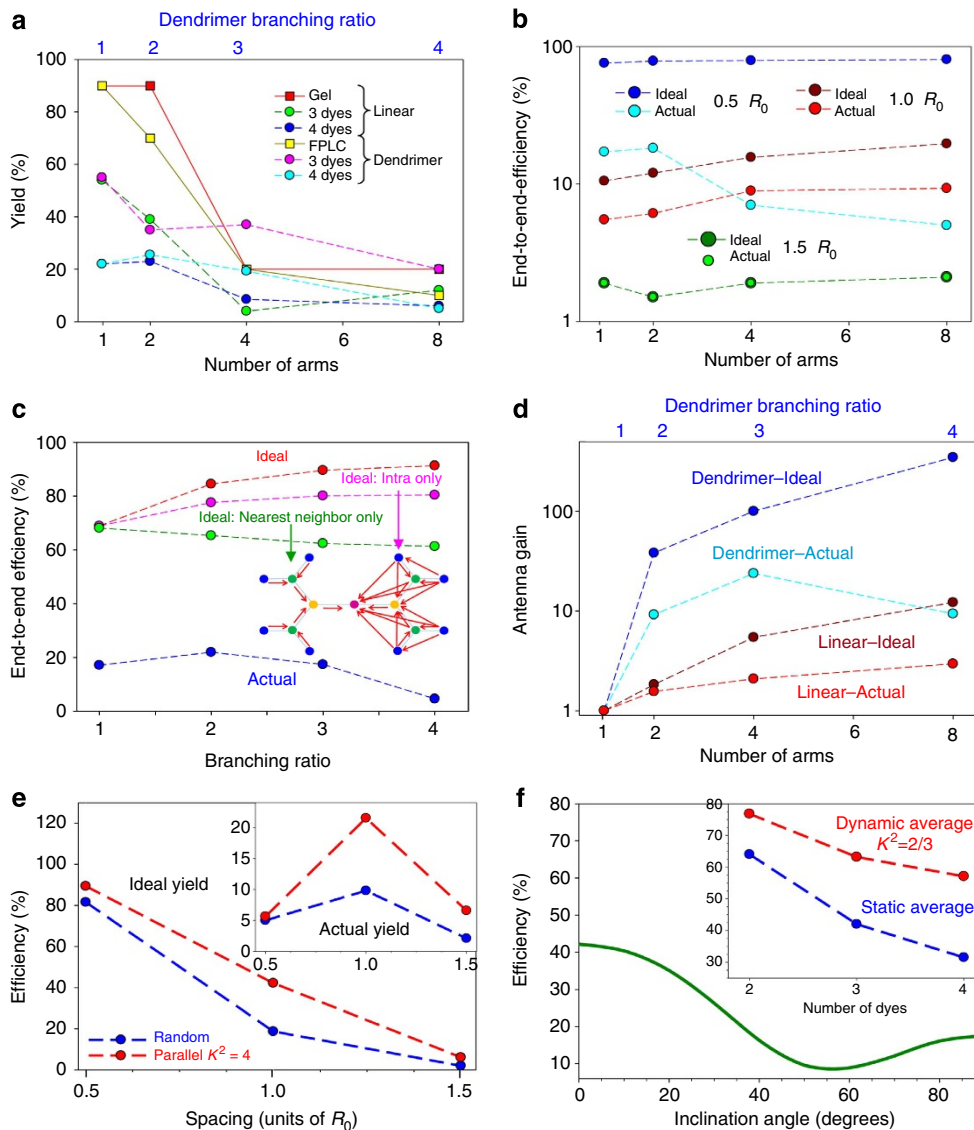 a
Dendrimer branching ratio
1 2 3 4
100
80
60
40
20
0
Yield (%)
Gel
3 dyes
4 dyes
Linear
FPLC
3 dyes
4 dyes
Dendrimer
1 2 4 6 8
Number of arms
b
100
10
1
End-to-end-efficiency (%)
Ideal
Actual
0.5 R0
Ideal
Actual
1.0 R0
Ideal
Actual
1.5 R0
1 2 4 6 8
Number of arms
c
100
80
60
40
20
0
End-to-end efficiency (%)
Ideal
Ideal: Intra only
Ideal: Nearest neighbor only
Actual
1 2 3 4
Branching ratio
d
Dendrimer branching ratio
1 2 3 4
100
10
1
Antenna gain
Dendrimer–Ideal
Dendrimer–Actual
Linear–Ideal
Linear–Actual
1 2 4 6 8
Number of arms
e
120
100
80
60
40
20
0
Efficiency (%)
Ideal yield
20
15
10
5
0
Actual yield
0.5 1.0 1.5
Random
Parallel K² = 4
0.5 1.0 1.5
Spacing (units of R0)
f
80
70
60
50
40
30
20
10
Efficiency (%)
80
70
60
50
40
30
Dynamic average
K²=2/3
Static average
2 3 4
Number of dyes
0 20 40 60 80
Inclination angle (degrees)